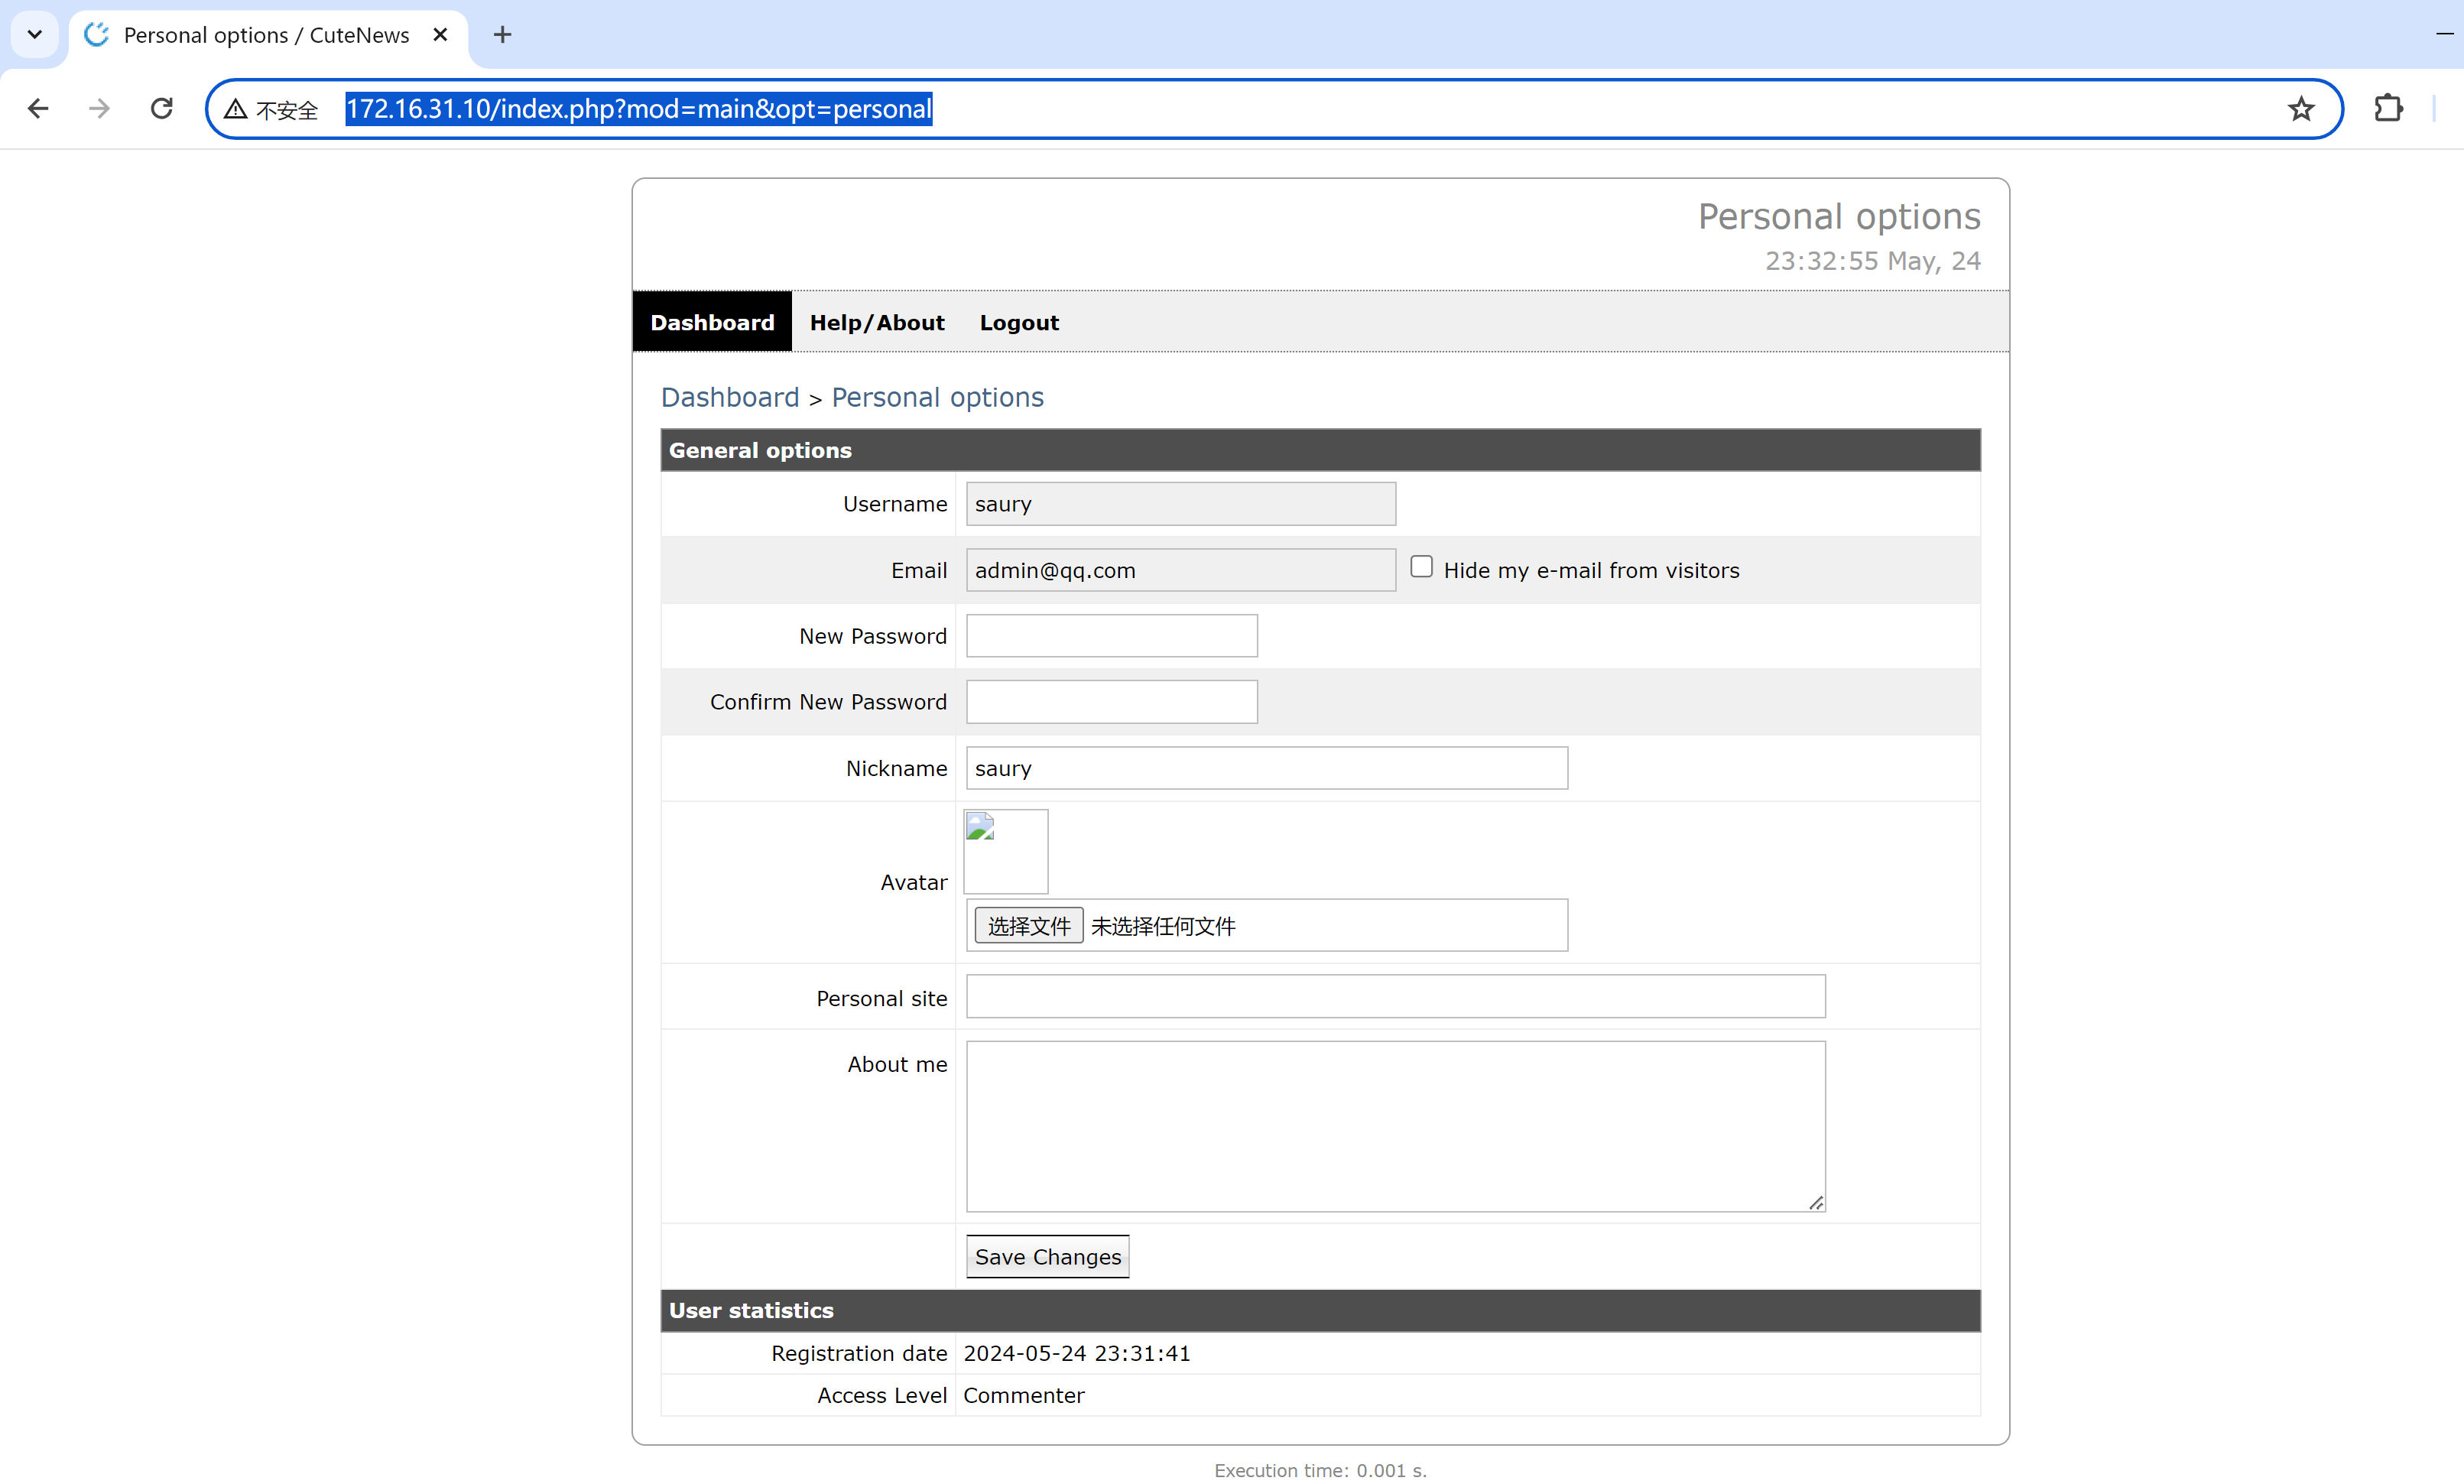 Personal options / CuteNews
不安全 172.16.31.10/index.php?mod=main&opt=personal
Personal options
23:32:55 May, 24
Dashboard Help/About Logout
Dashboard > Personal options
General options
Username saury
Email admin@qq.com Hide my e-mail from visitors
New Password
Confirm New Password
Nickname saury
Avatar
选择文件 未选择任何文件
Personal site
About me
Save Changes
User statistics
Registration date 2024-05-24 23:31:41
Access Level Commenter
Execution time: 0.001 s.